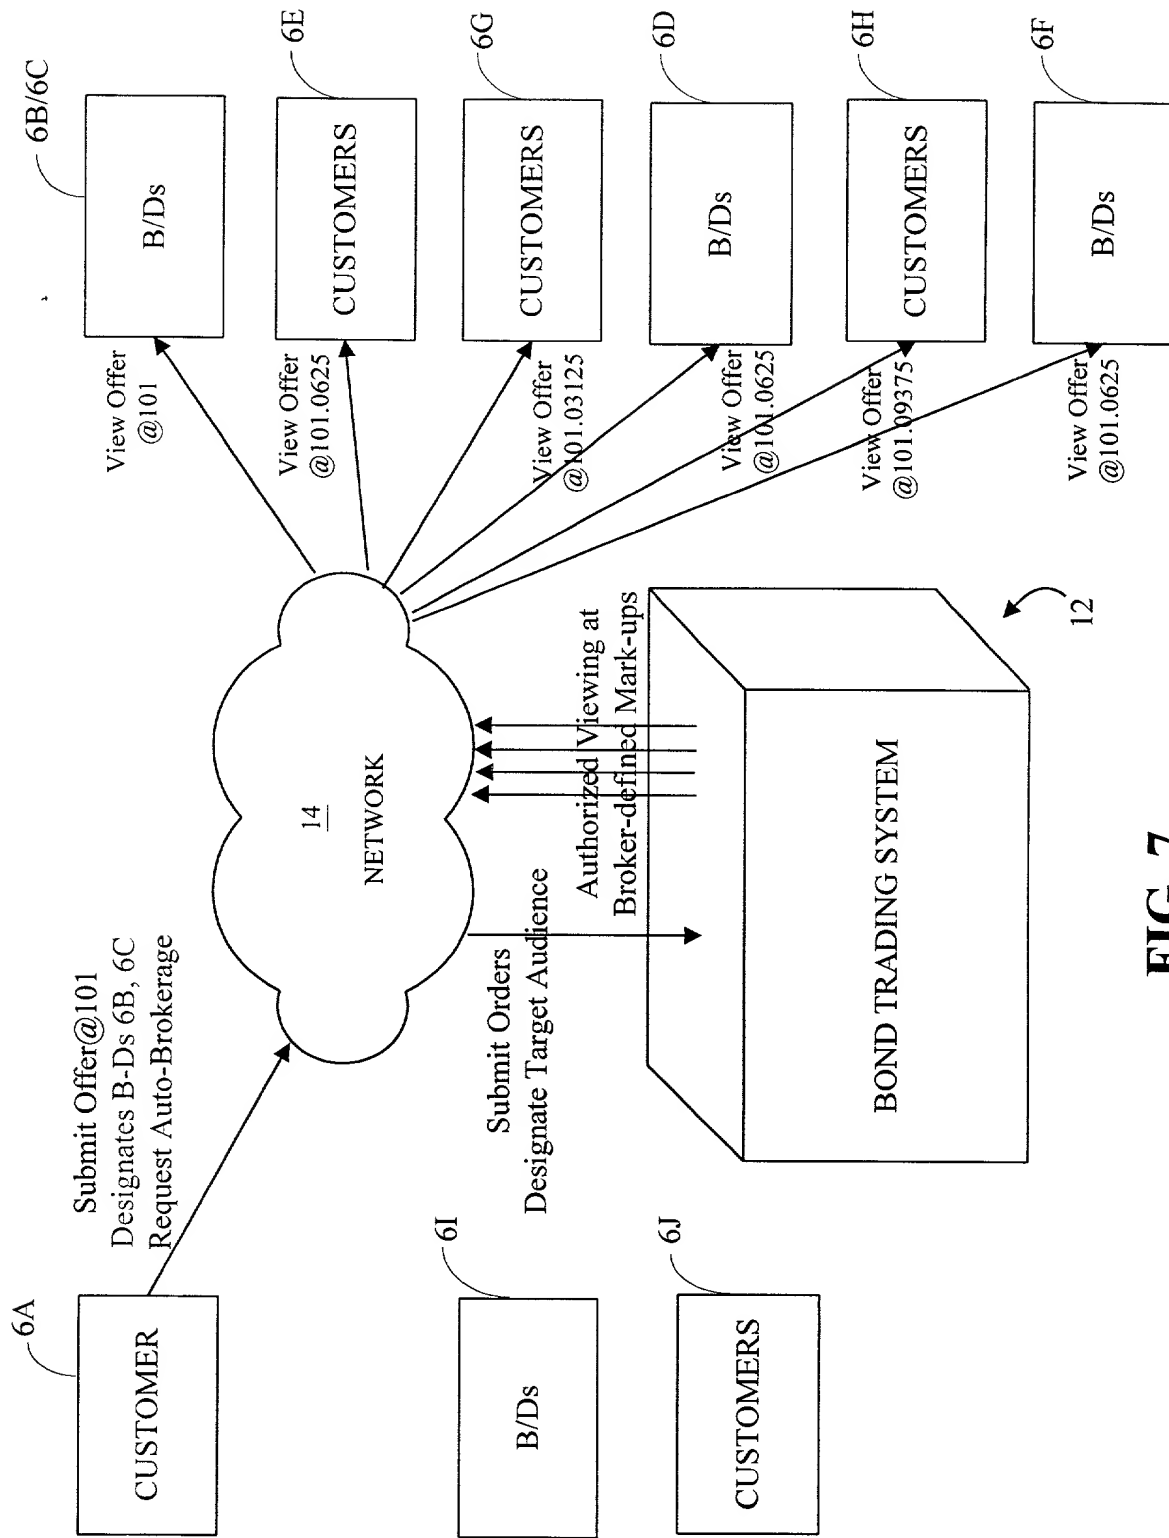 6A
CUSTOMER
Submit Offer@101
Designates B-Ds 6B, 6C
Request Auto-Brokerage
6I
B/Ds
6J
CUSTOMERS
14
NETWORK
Submit Orders
Designate Target Audience
Authorized Viewing at
Broker-defined Mark-ups
BOND TRADING SYSTEM
12
View Offer
@101
6B/6C
B/Ds
View Offer
@101.0625
6E
CUSTOMERS
View Offer
@101.03125
6G
CUSTOMERS
View Offer
@101.0625
6D
B/Ds
View Offer
@101.09375
6H
CUSTOMERS
View Offer
@101.0625
6F
B/Ds
FIG. 7